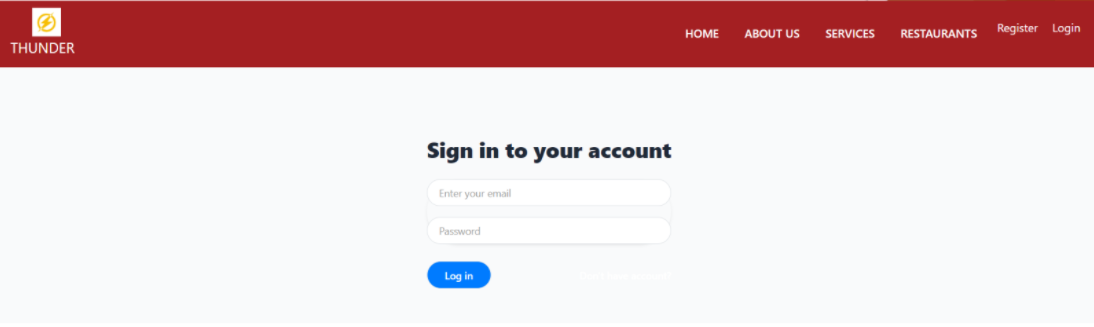 THUNDER
HOME ABOUT US SERVICES RESTAURANTS Register Login
Sign in to your account
Enter your email
Password
Log in